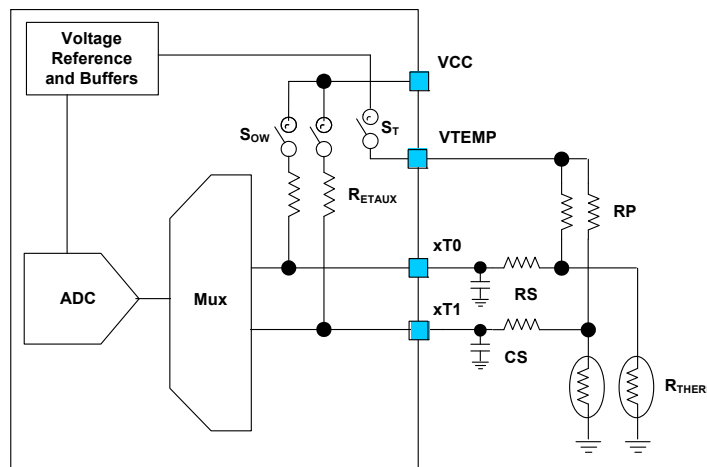 Voltage
Reference
and Buffers
VCC
SOW
ST
VTEMP
RETAUX
RP
xT0
ADC
Mux
RS
xT1
CS
RTHER